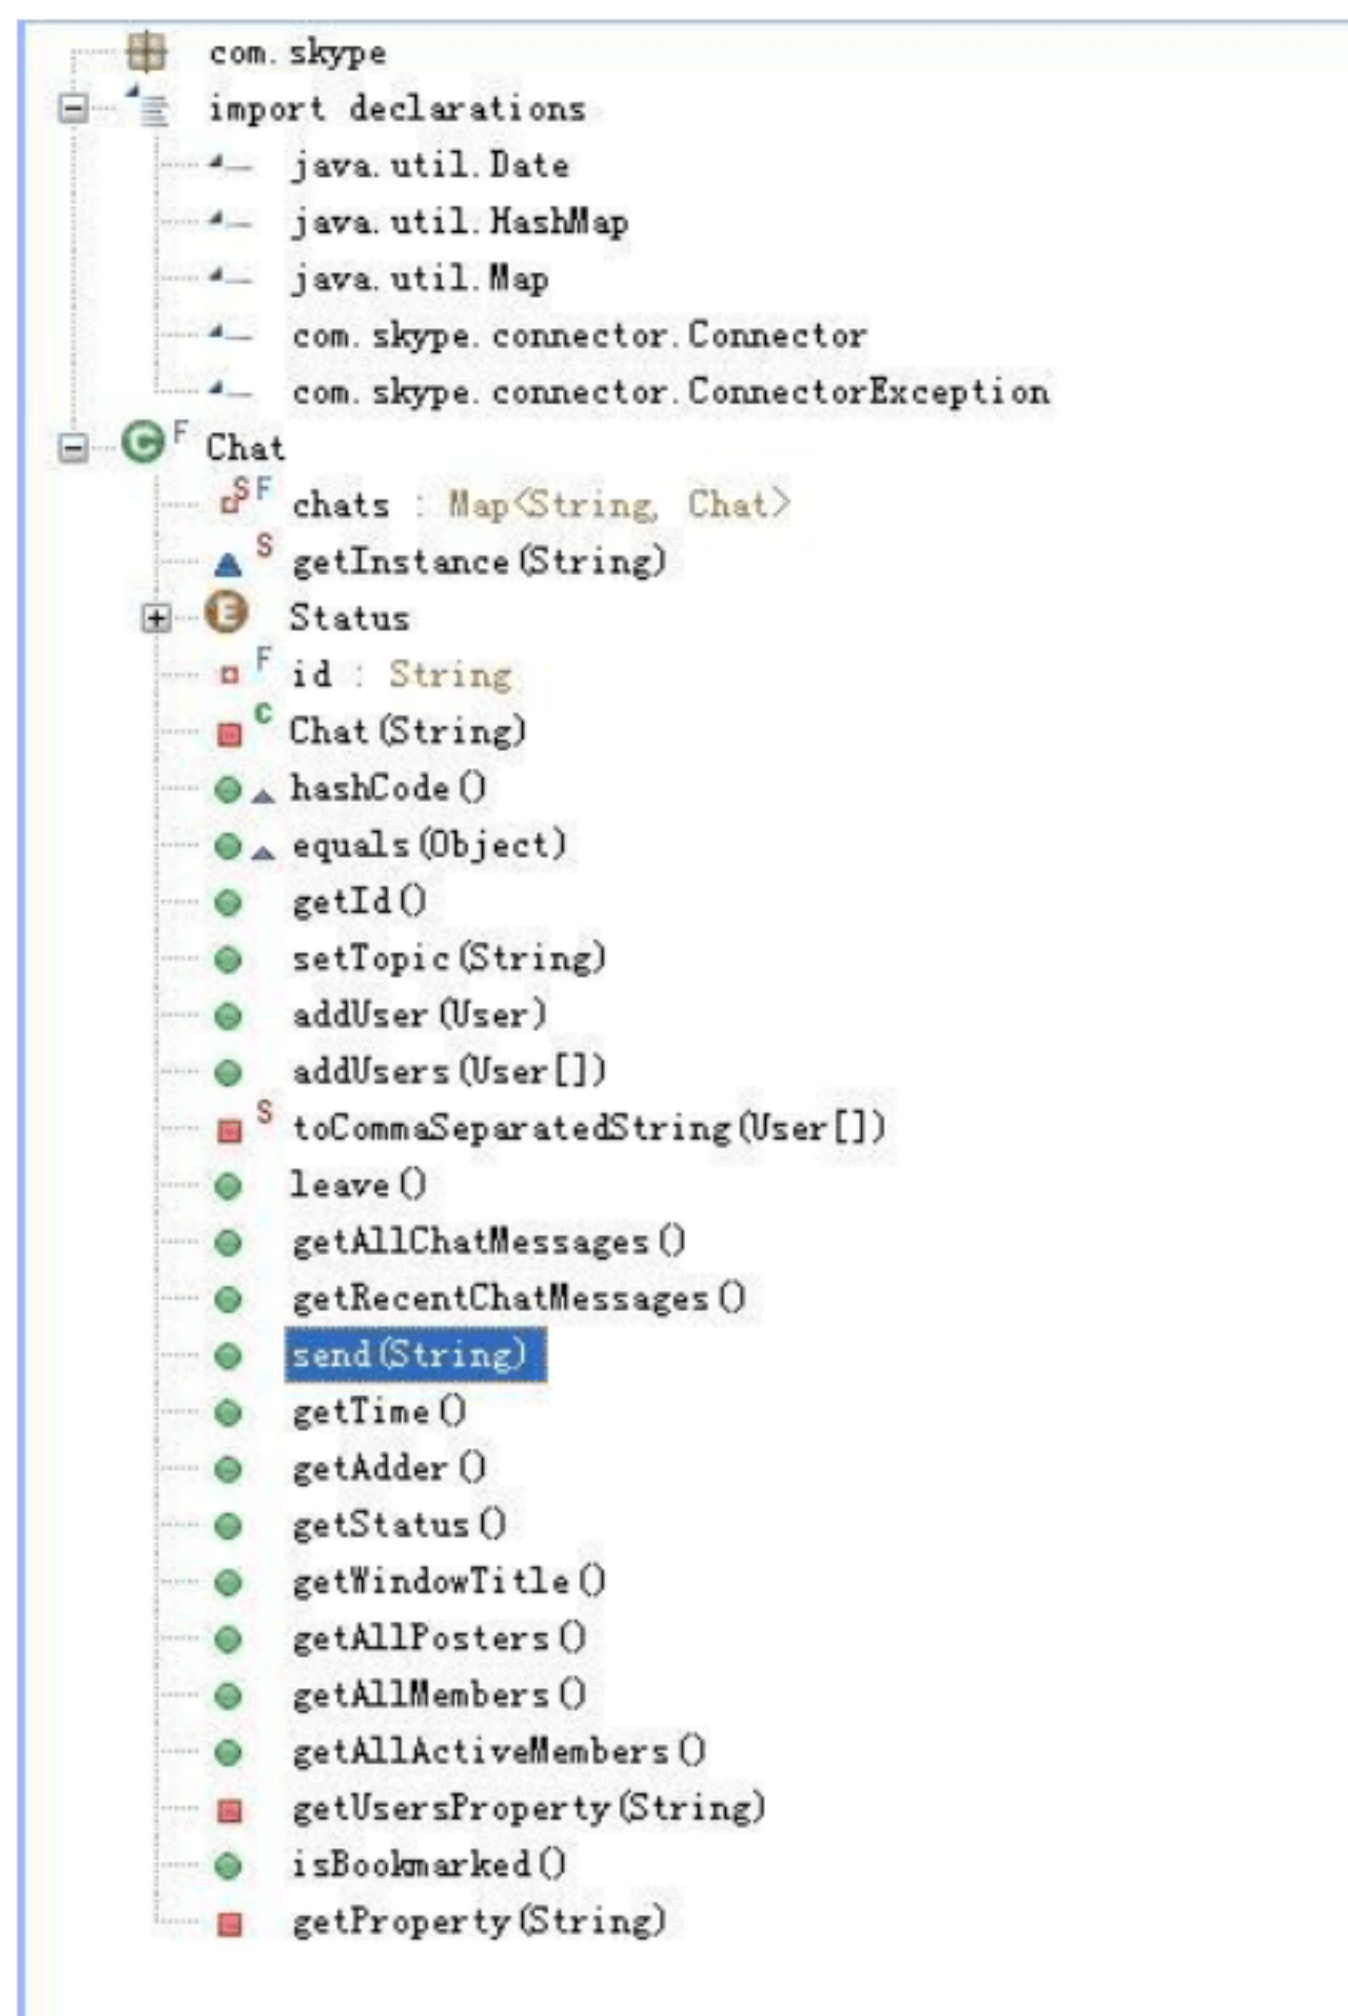 com.skype
import declarations
java.util.Date
java.util.HashMap
java.util.Map
com.skype.connector.Connector
com.skype.connector.ConnectorException
C F Chat
S F chats : Map<String, Chat>
S getInstance(String)
E Status
F id : String
C Chat(String)
hashCode()
equals(Object)
getId()
setTopic(String)
addUser(User)
addUsers(User[])
S toCommaSeparatedString(User[])
leave()
getAllChatMessages()
getRecentChatMessages()
send(String)
getTime()
getAdder()
getStatus()
getWindowTitle()
getAllPosters()
getAllMembers()
getAllActiveMembers()
getUsersProperty(String)
isBookmarked()
getProperty(String)